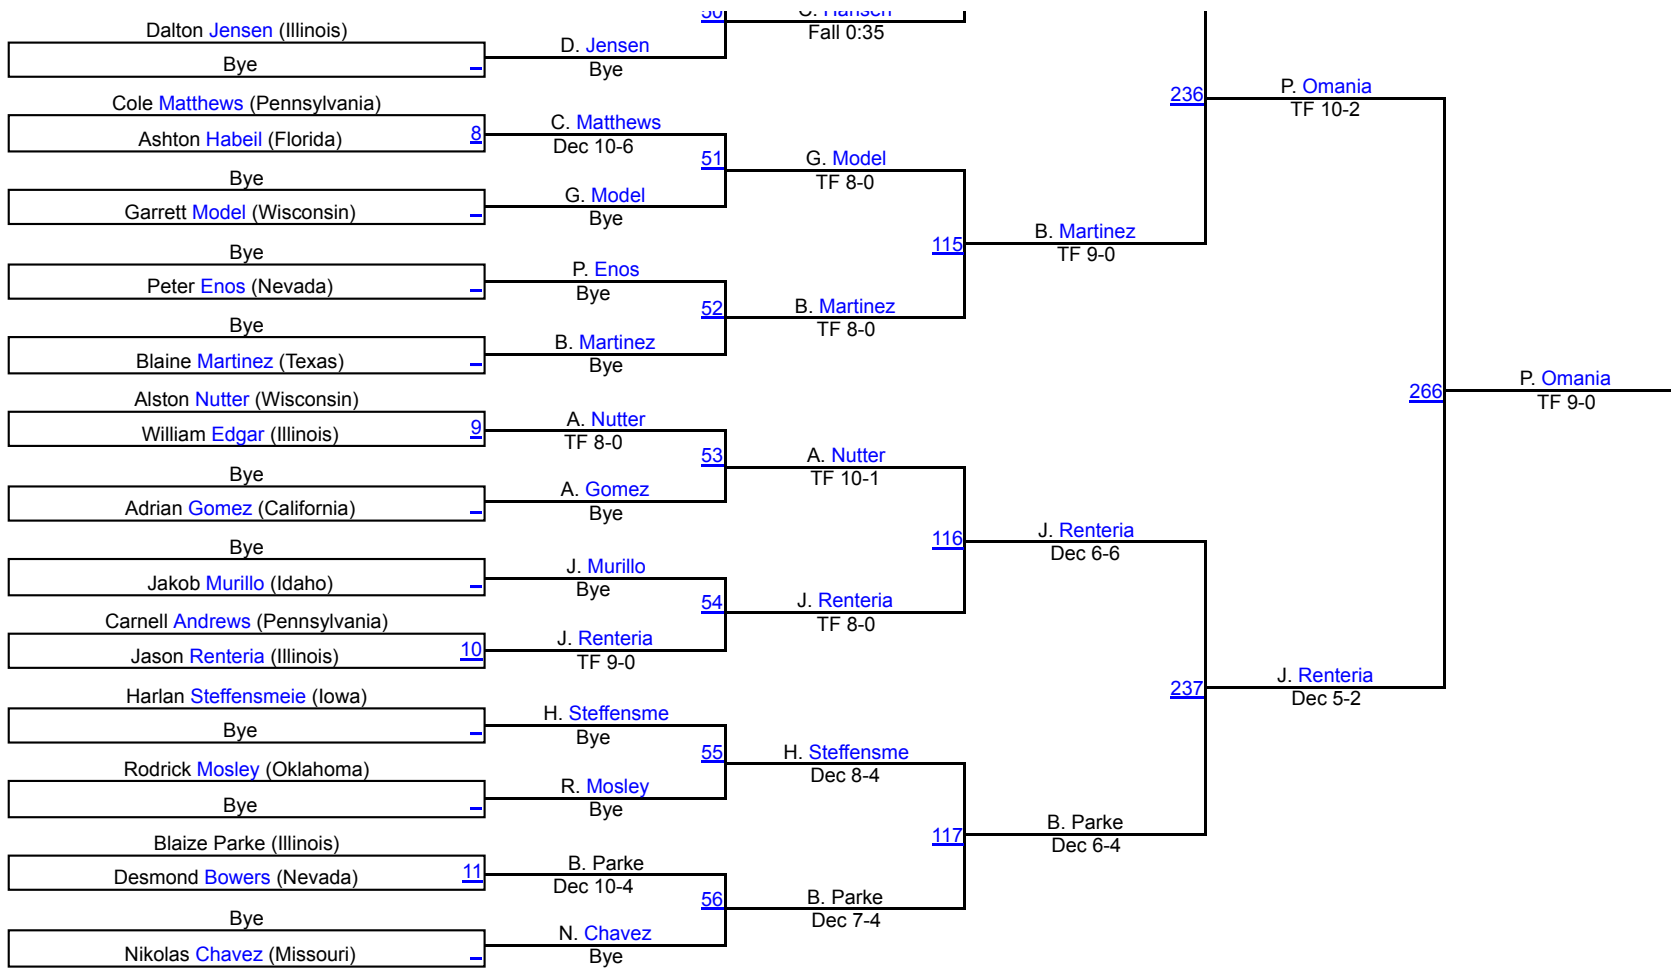 Dalton Jensen (Illinois)
Bye
Cole Matthews (Pennsylvania)
Ashton Habeil (Florida) 8
Bye
Garrett Model (Wisconsin)
Bye
Peter Enos (Nevada)
Bye
Blaine Martinez (Texas)
Alston Nutter (Wisconsin)
William Edgar (Illinois) 9
Bye
Adrian Gomez (California)
Bye
Jakob Murillo (Idaho)
Carnell Andrews (Pennsylvania)
Jason Renteria (Illinois) 10
Harlan Steffensmeie (Iowa)
Bye
Rodrick Mosley (Oklahoma)
Bye
Blaize Parke (Illinois)
Desmond Bowers (Nevada) 11
Bye
Nikolas Chavez (Missouri)
50
D. Jensen
Bye
C. Matthews
Dec 10-6
51
G. Model
Bye
P. Enos
Bye
52
B. Martinez
Bye
A. Nutter
TF 8-0
53
A. Gomez
Bye
J. Murillo
Bye
54
J. Renteria
TF 9-0
H. Steffensme
Bye
55
R. Mosley
Bye
B. Parke
Dec 10-4
56
N. Chavez
Bye
Hansen
Fall 0:35
G. Model
TF 8-0
115
B. Martinez
TF 8-0
A. Nutter
TF 10-1
116
J. Renteria
TF 8-0
H. Steffensme
Dec 8-4
117
B. Parke
Dec 7-4
236
B. Martinez
TF 9-0
J. Renteria
Dec 6-6
237
B. Parke
Dec 6-4
P. Omania
TF 10-2
266
J. Renteria
Dec 5-2
P. Omania
TF 9-0